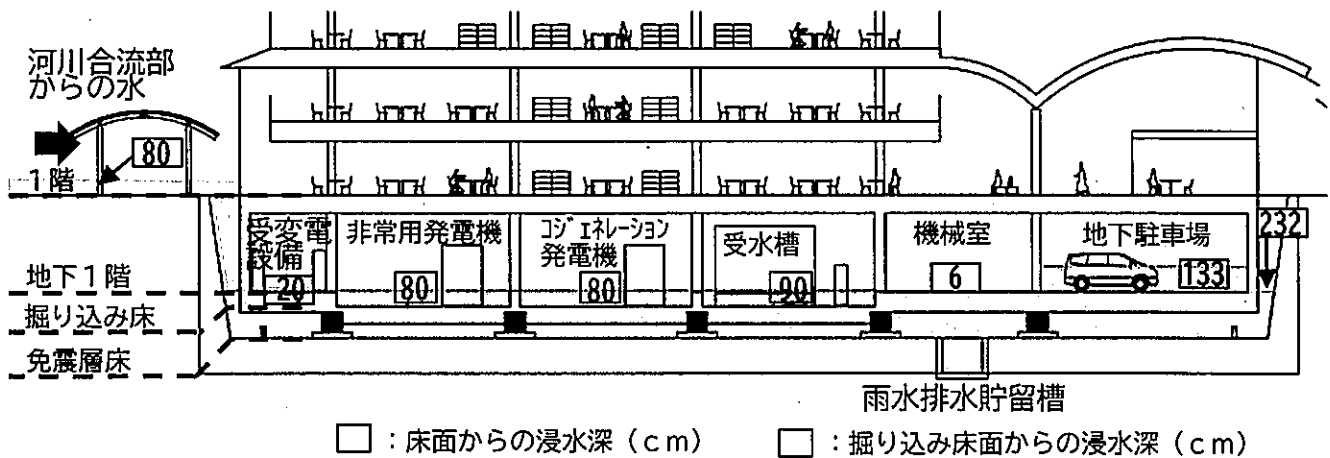 河川合流部
からの水
80
1階
受変電
設備
20
非常用発電機
80
コジェネレーション
発電機
80
受水槽
90
機械室
6
地下駐車場
133
232
地下1階
掘り込み床
免震層床
雨水排水貯留槽
□:床面からの浸水深(cm)
□:掘り込み床面からの浸水深(cm)